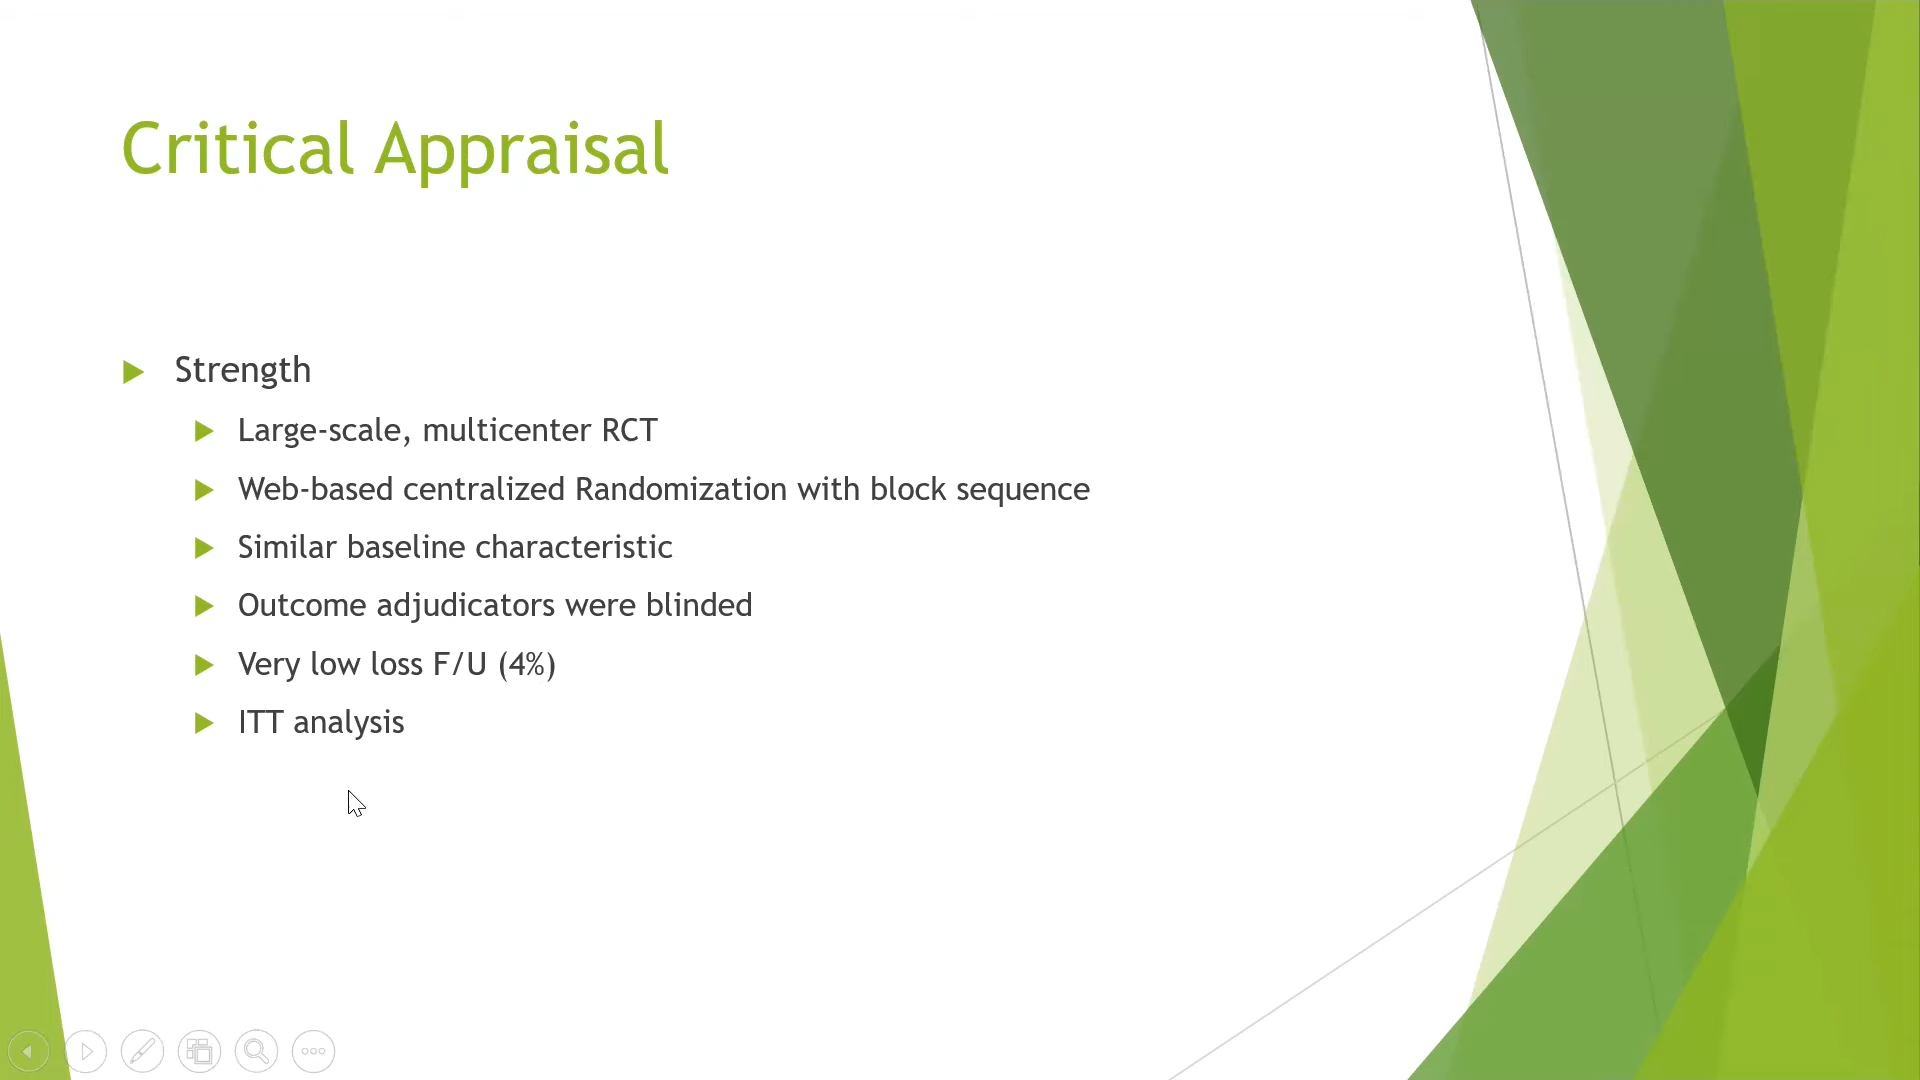 Critical Appraisal
Strength
Large-scale, multicenter RCT
Web-based centralized Randomization with block sequence
Similar baseline characteristic
Outcome adjudicators were blinded
Very low loss F/U (4%)
ITT analysis